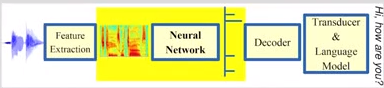 Feature
Extraction
Neural
Network
Decoder
Transducer
&
Language
Model
Hi, how are you?